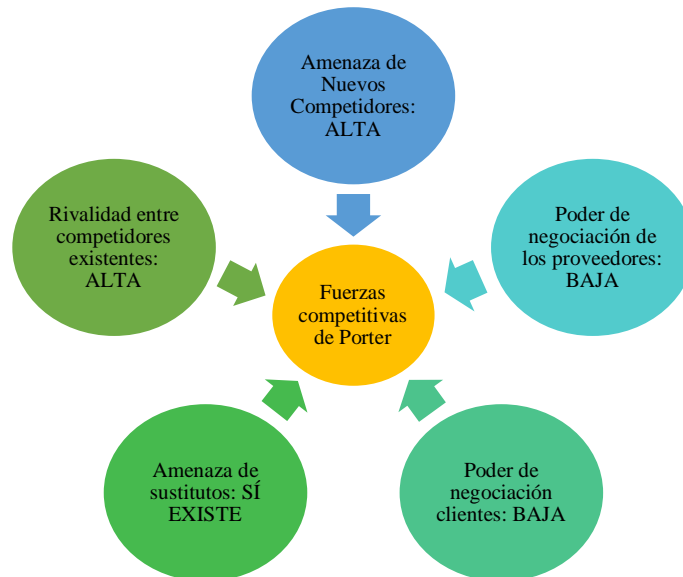 Amenaza de
Nuevos
Competidores:
ALTA
Rivalidad entre
competidores
existentes:
ALTA
Poder de
negociación de
los proveedores:
BAJA
Fuerzas
competitivas
de Porter
Amenaza de
sustitutos: SÍ
EXISTE
Poder de
negociación
clientes: BAJA